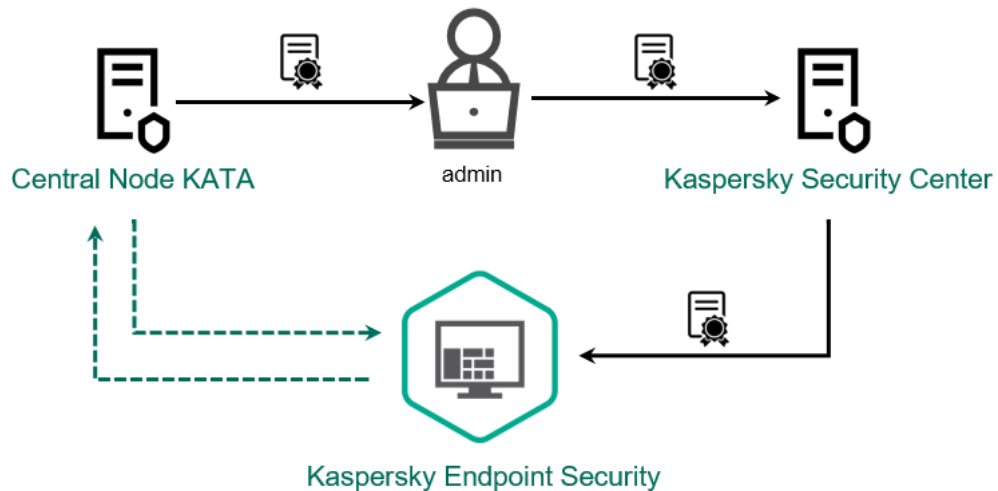 admin
Central Node KATA
Kaspersky Security Center
Kaspersky Endpoint Security